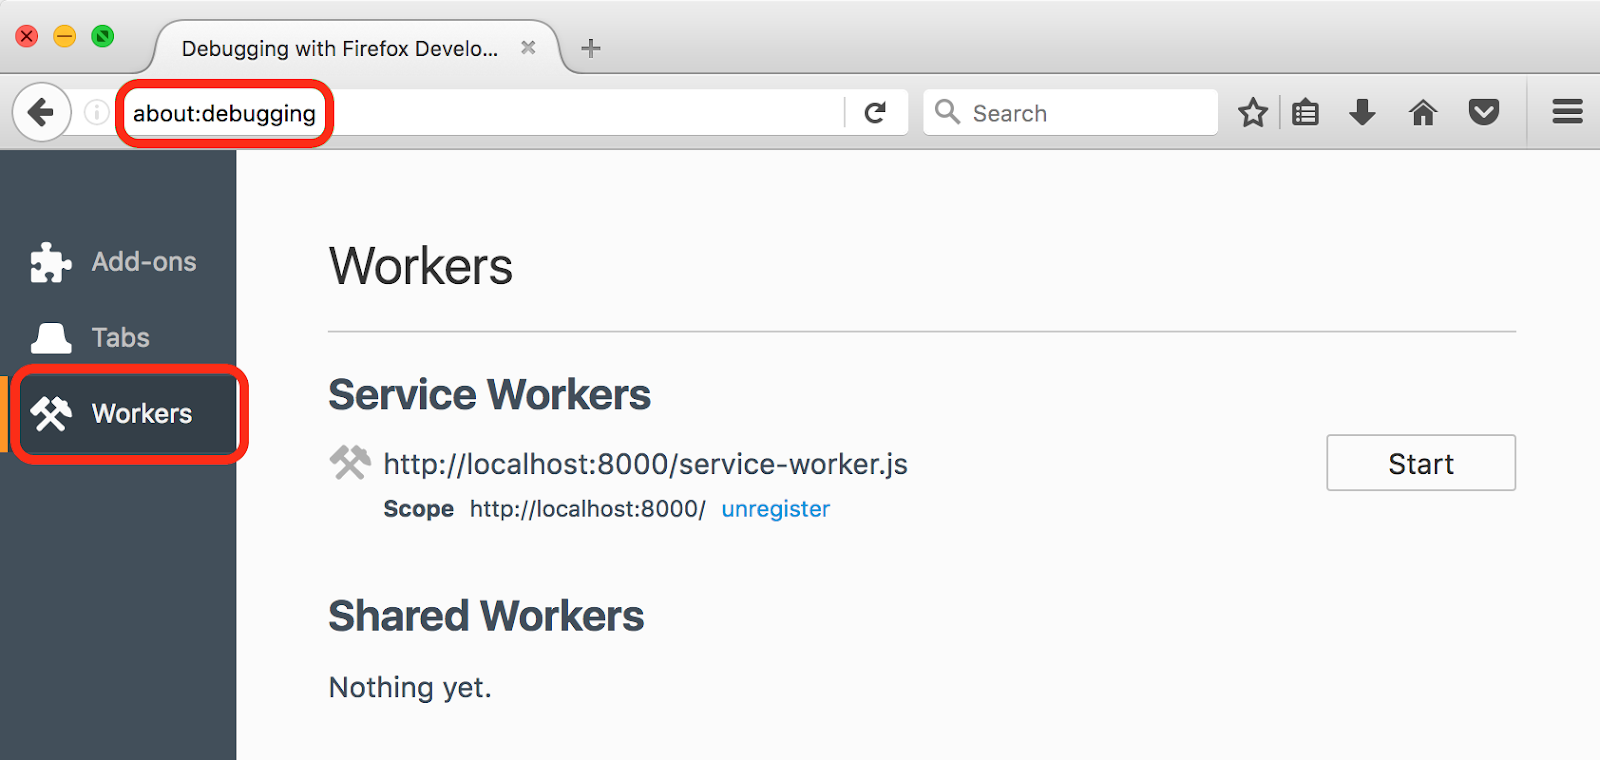 Debugging with Firefox Develo...
about:debugging
Search
Add-ons
Tabs
Workers
Workers
Service Workers
http://localhost:8000/service-worker.js
Start
Scope http://localhost:8000/ unregister
Shared Workers
Nothing yet.